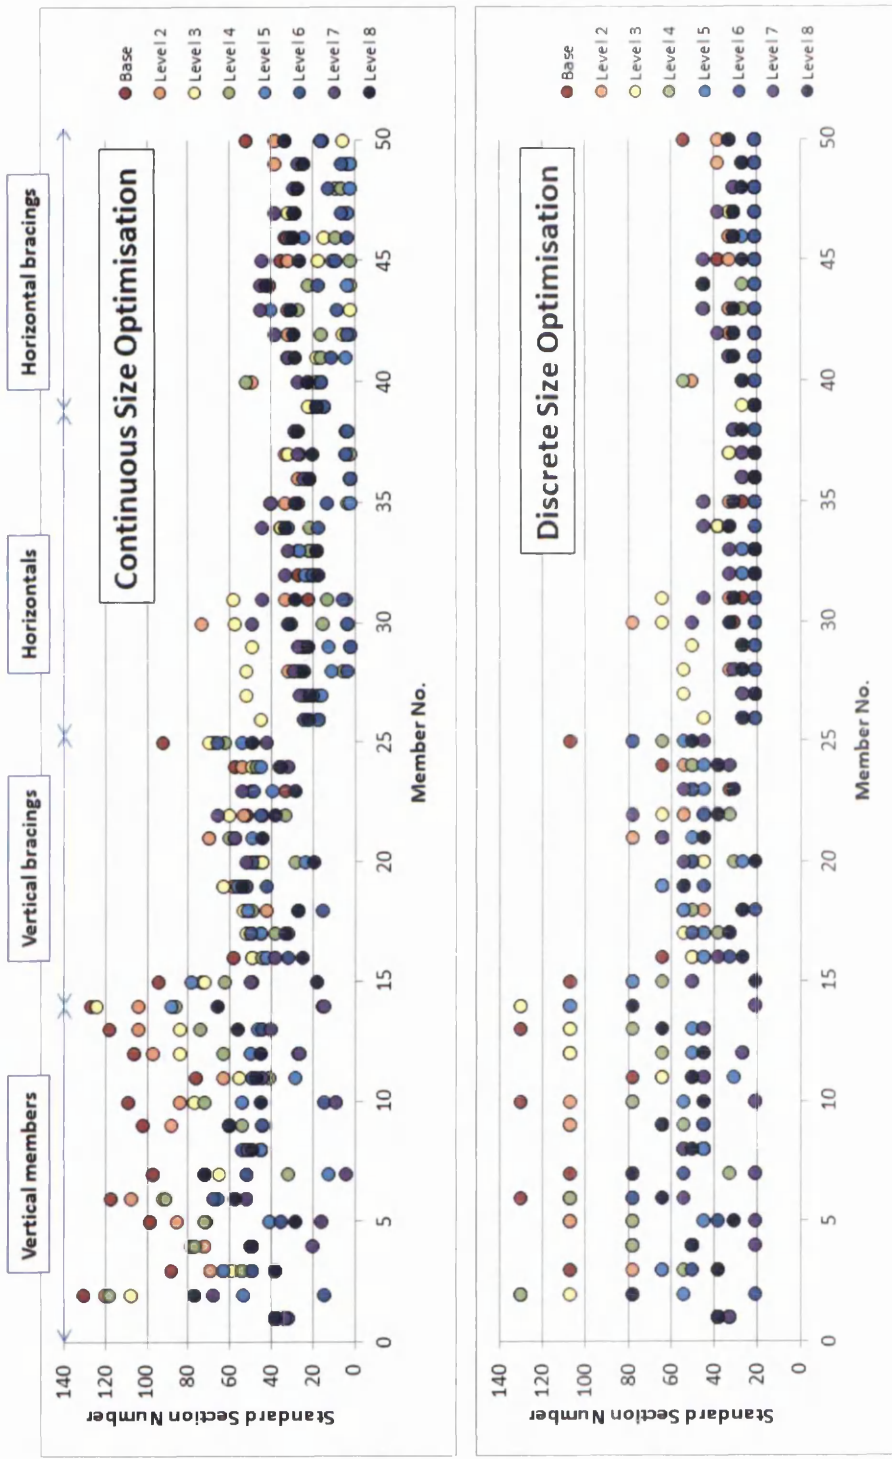 Vertical members
Vertical bracings
Horizontals
Horizontal bracings
Continuous Size Optimisation
Standard Section Number
140
120
100
80
60
40
20
0
0
5
10
15
20
25
30
35
40
45
50
Member No.
Base
Level 2
Level 3
Level 4
Level 5
Level 6
Level 7
Level 8
Discrete Size Optimisation
Standard Section Number
140
120
100
80
60
40
20
0
0
5
10
15
20
25
30
35
40
45
50
Member No.
Base
Level 2
Level 3
Level 4
Level 5
Level 6
Level 7
Level 8